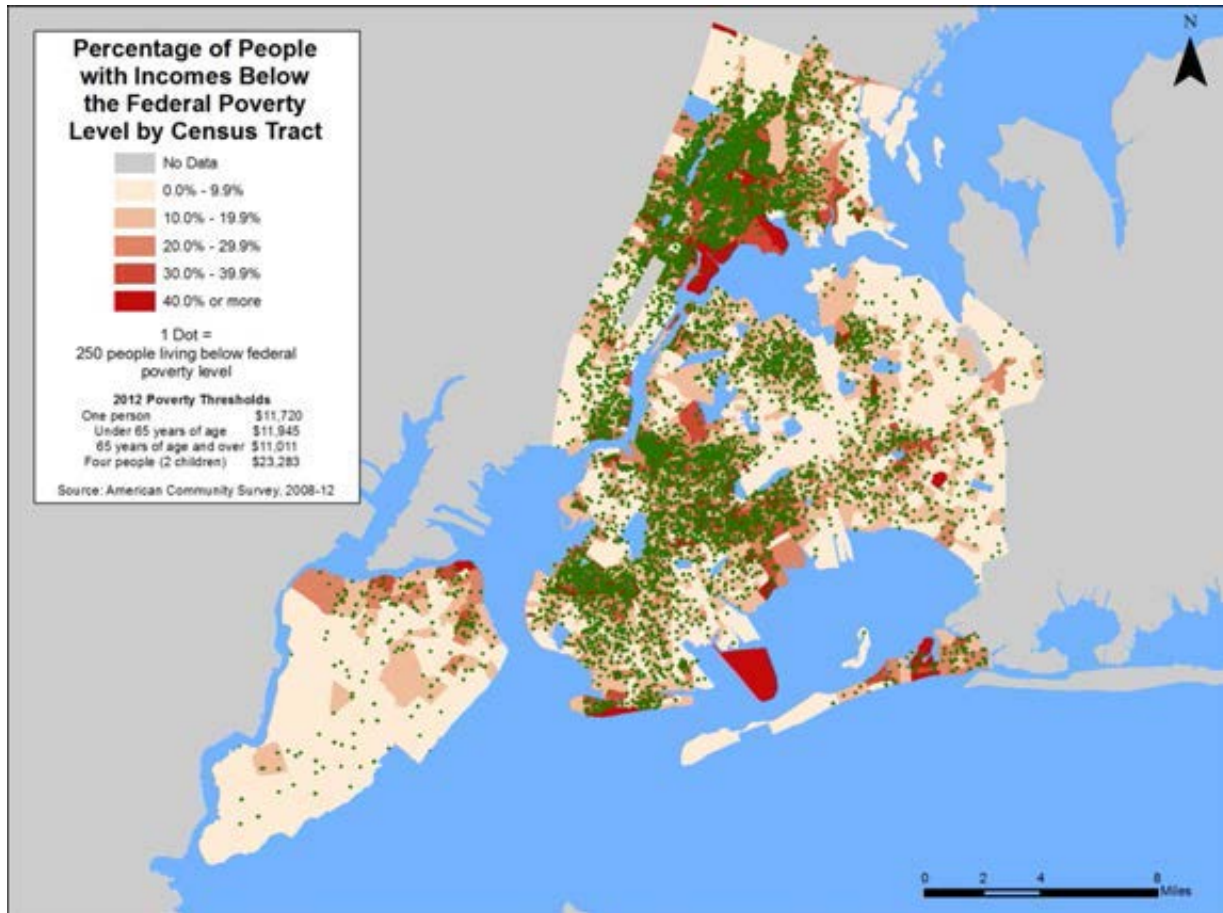 Percentage of People
with Incomes Below
the Federal Poverty
Level by Census Tract
No Data
0.0% - 9.9%
10.0% - 19.9%
20.0% - 29.9%
30.0% - 39.9%
40.0% or more
1 Dot =
250 people living below federal
poverty level
2012 Poverty Thresholds
One person $11,720
Under 65 years of age $11,945
65 years of age and over $11,011
Four people (2 children) $23,283
Source: American Community Survey, 2008-12
N
0 2 4 8
Miles